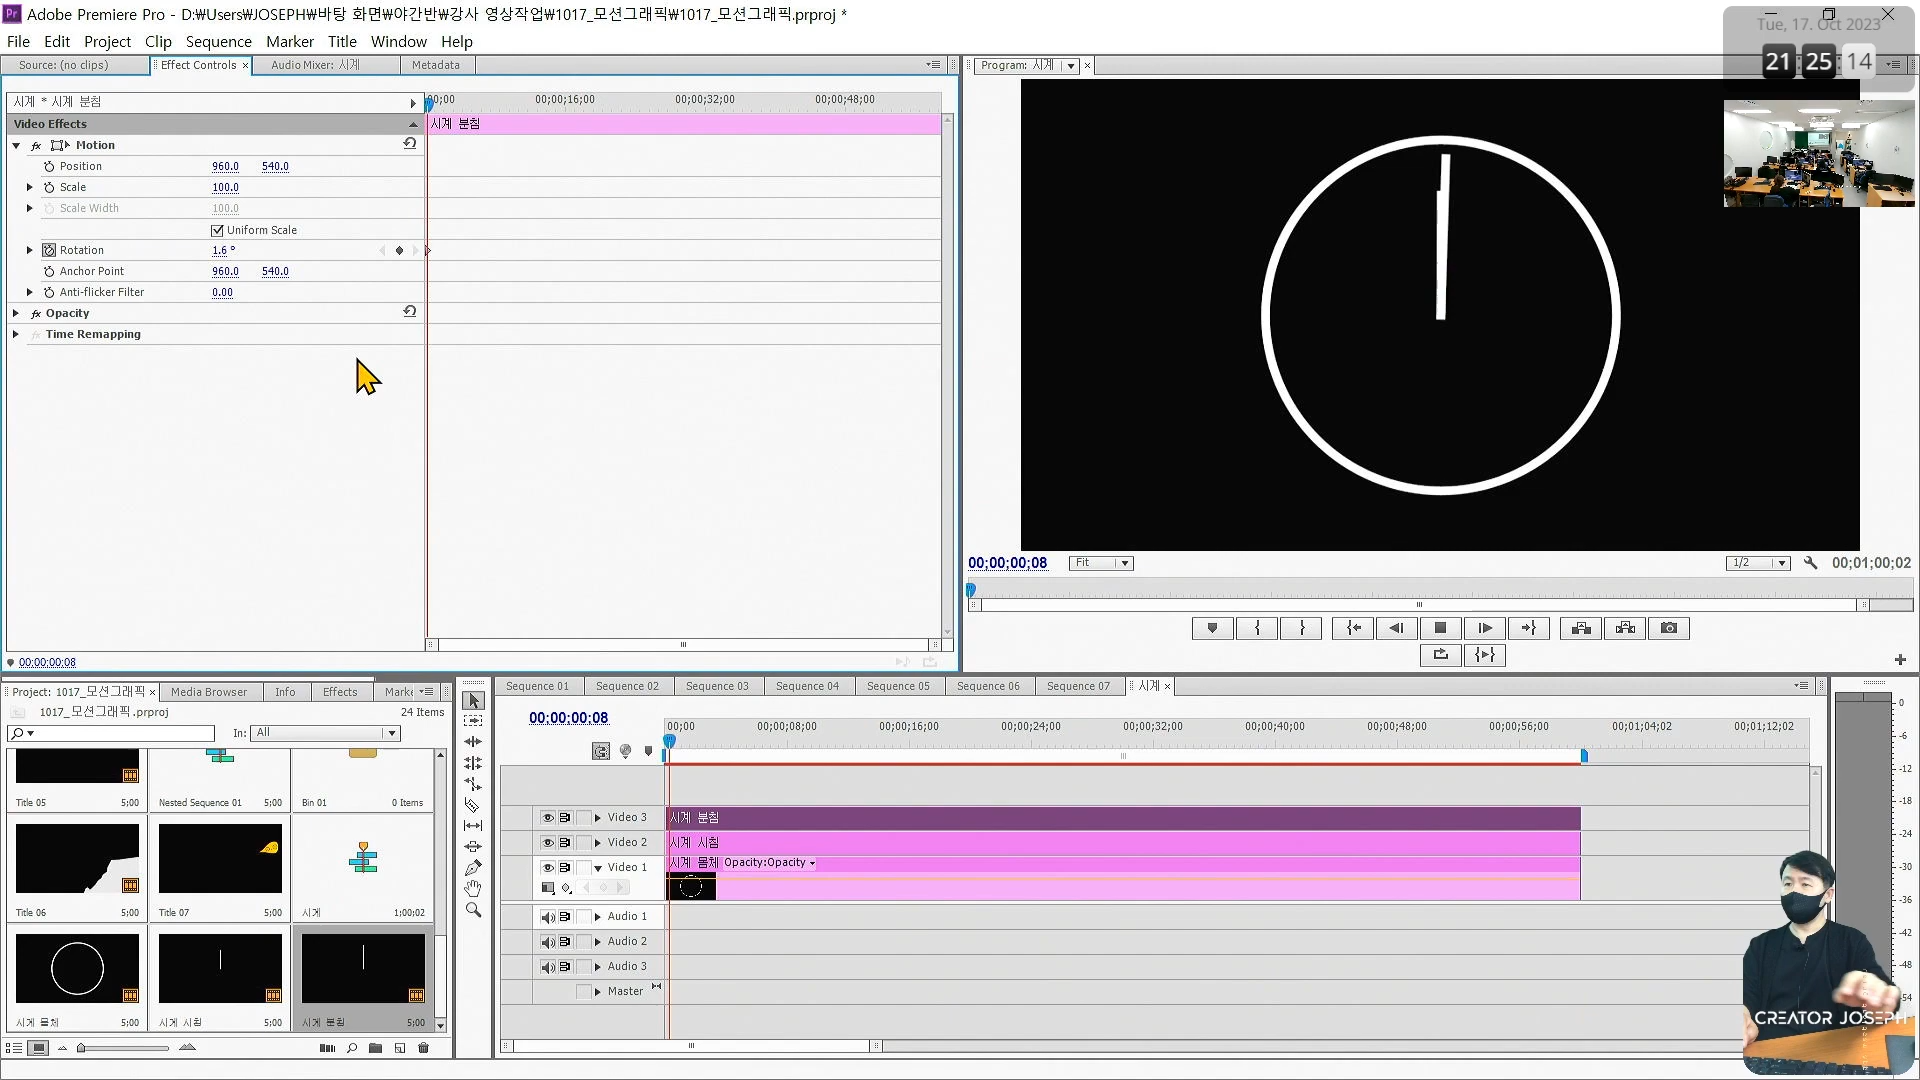 Adobe Premiere Pro - D:₩Users₩JOSEPH₩바탕 화면₩야간반₩강사 영상작업₩1017_모션그래픽₩1017_모션그래픽.prproj *
Tue, 17. Oct 2023
21 25 14
File Edit Project Clip Sequence Marker Title Window Help
Source: (no clips) Effect Controls × Audio Mixer: 시계 Metadata
Program: 시계 ×
시계 * 시계 분침
00;00 00;00;16;00 00;00;32;00 00;00;48;00
Video Effects
시계 분침
fx Motion
Position 960.0 540.0
Scale 100.0
Scale Width 100.0
Uniform Scale
Rotation 1.6 °
Anchor Point 960.0 540.0
Anti-flicker Filter 0.00
fx Opacity
fx Time Remapping
00;00;00;08
00;00;00;08 Fit 1/2 00;01;00;02
Project: 1017_모션그래픽 × Media Browser Info Effects Marke
1017_모션그래픽.prproj 24 Items
In: All
Title 05 5;00 Nested Sequence 01 5;00 Bin 01 0 Items
Title 06 5;00 Title 07 5;00 시계 1;00;02
시계 몸체 5;00 시계 시침 5;00 시계 분침 5;00
Sequence 01 Sequence 02 Sequence 03 Sequence 04 Sequence 05 Sequence 06 Sequence 07 시계 ×
00;00;00;08
00;00 00;00;08;00 00;00;16;00 00;00;24;00 00;00;32;00 00;00;40;00 00;00;48;00 00;00;56;00 00;01;04;02 00;01;12;02
Video 3 시계 분침
Video 2 시계 시침
Video 1 시계 몸체 Opacity:Opacity
Audio 1
Audio 2
Audio 3
Master
0
-6
-12
-18
-24
-30
-36
-42
-48
-54
CREATOR JOSEPH